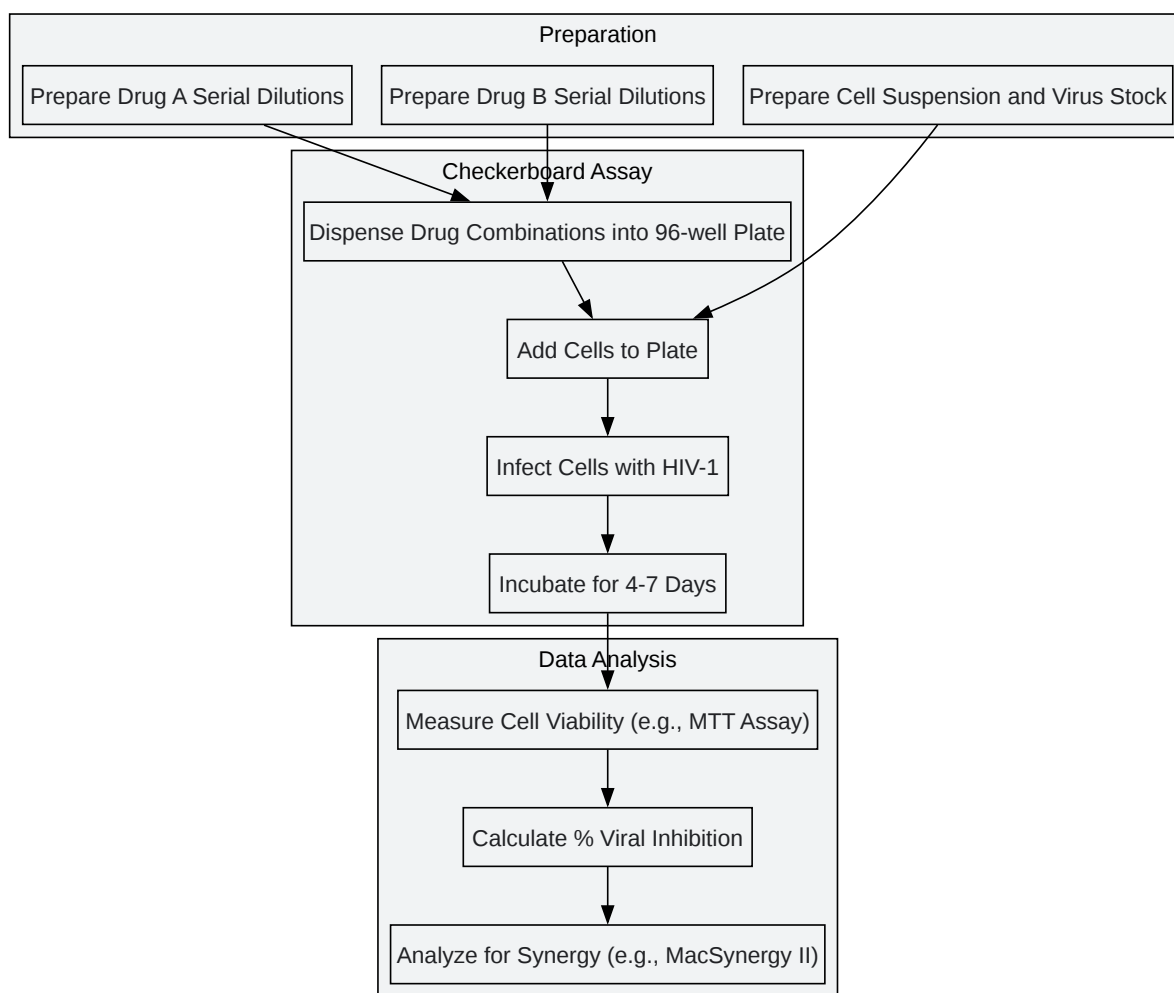 Preparation
Prepare Drug A Serial Dilutions
Prepare Drug B Serial Dilutions
Prepare Cell Suspension and Virus Stock
Checkerboard Assay
Dispense Drug Combinations into 96-well Plate
Add Cells to Plate
Infect Cells with HIV-1
Incubate for 4-7 Days
Data Analysis
Measure Cell Viability (e.g., MTT Assay)
Calculate % Viral Inhibition
Analyze for Synergy (e.g., MacSynergy II)